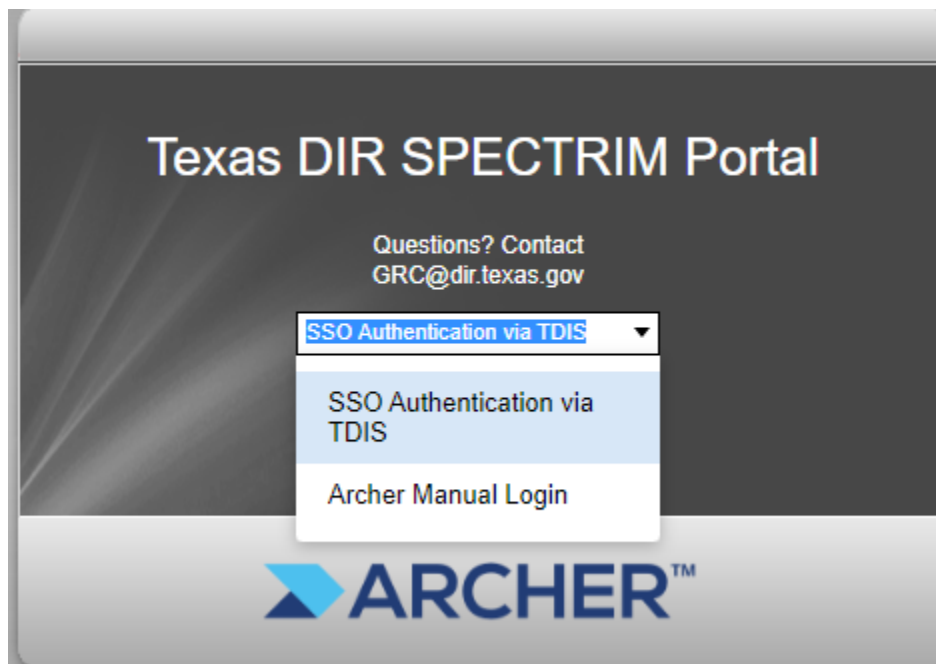 Texas DIR SPECTRIM Portal
Questions? Contact
GRC@dir.texas.gov
SSO Authentication via TDIS
SSO Authentication via
TDIS
Archer Manual Login
ARCHER™